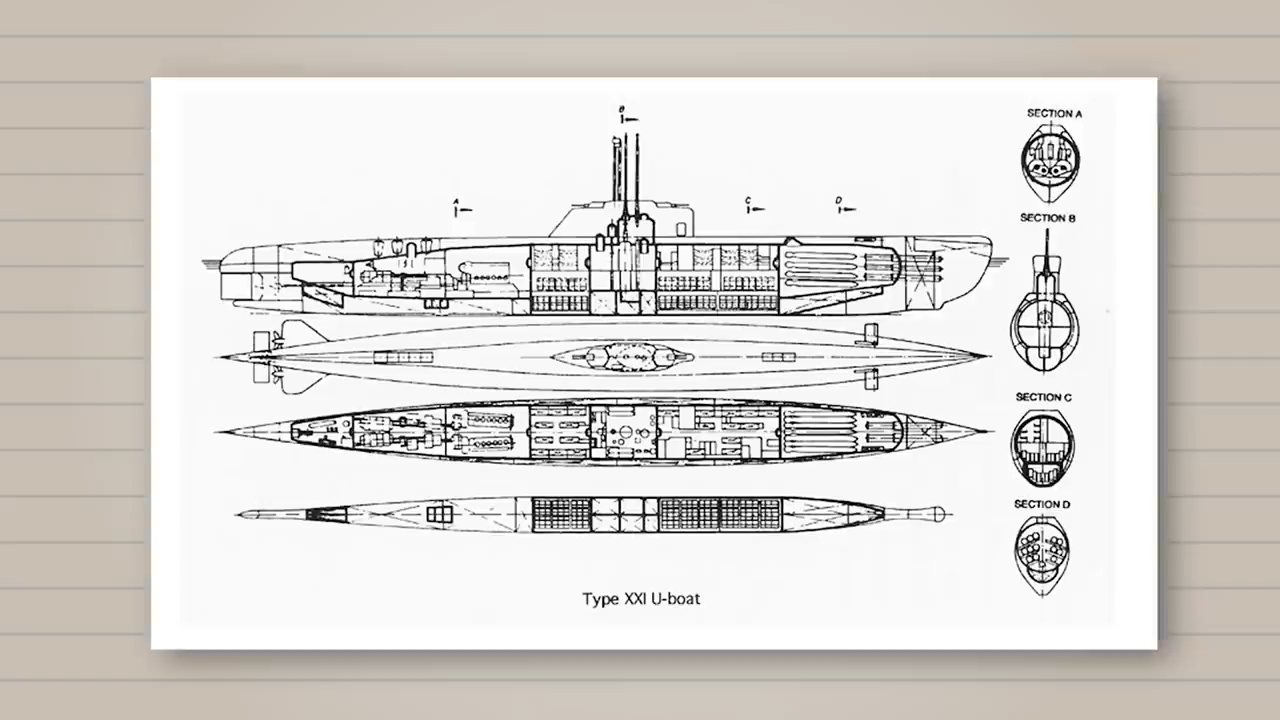 B
SECTION A
A
C
D
SECTION B
SECTION C
SECTION D
Type XXI U-boat